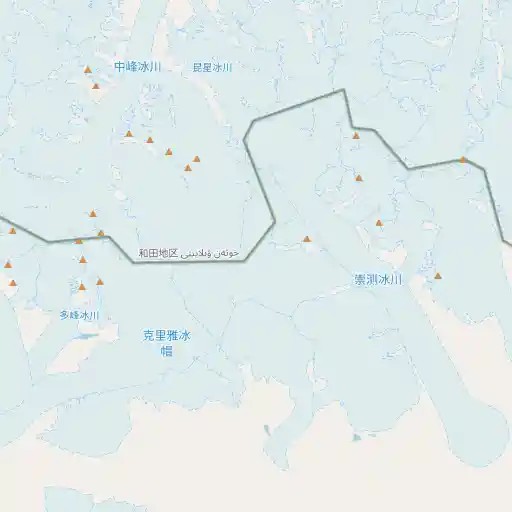 中峰冰川
昆星冰川
和田地区 خوتەن ۋىلايىتى
崇测冰川
多峰冰川
克里雅冰
帽